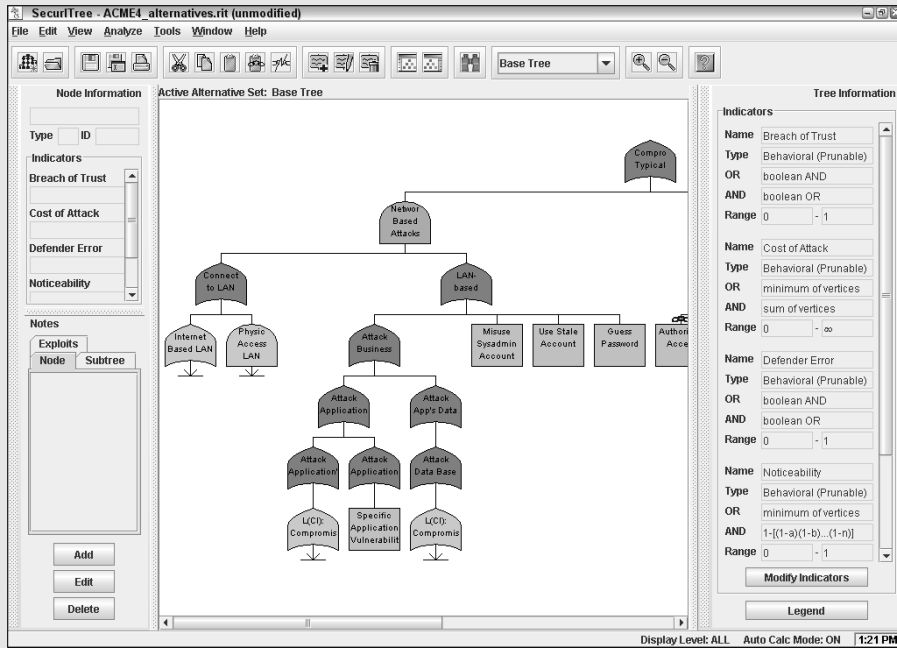 SecurITree - ACME4_alternatives.rit (unmodified)
File Edit View Analyze Tools Window Help
Base Tree
Node Information
Type ID
Indicators
Breach of Trust
Cost of Attack
Defender Error
Noticeability
Notes
Exploits
Node Subtree
Add
Edit
Delete
Active Alternative Set: Base Tree
Compro
Typical
Networ
Based
Attacks
Connect
to LAN
LAN-
based
Internet
Based LAN
Physic
Access
LAN
Attack
Business
Misuse
Sysadmin
Account
Use Stale
Account
Guess
Password
Authori
Acce
Attack
Application
Attack
App's Data
Attack
Application'
Attack
Application
Attack
Data Base
L(CI):
Compromis
Specific
Application
Vulnerabilit
L(CI):
Compromis
Tree Information
Indicators
Name Breach of Trust
Type Behavioral (Prunable)
OR boolean AND
AND boolean OR
Range 0 - 1
Name Cost of Attack
Type Behavioral (Prunable)
OR minimum of vertices
AND sum of vertices
Range 0 - ∞
Name Defender Error
Type Behavioral (Prunable)
OR boolean AND
AND boolean OR
Range 0 - 1
Name Noticeability
Type Behavioral (Prunable)
OR minimum of vertices
AND 1-[(1-a)(1-b)...(1-n)]
Range 0 - 1
Modify Indicators
Legend
Display Level: ALL Auto Calc Mode: ON 1:21 PM